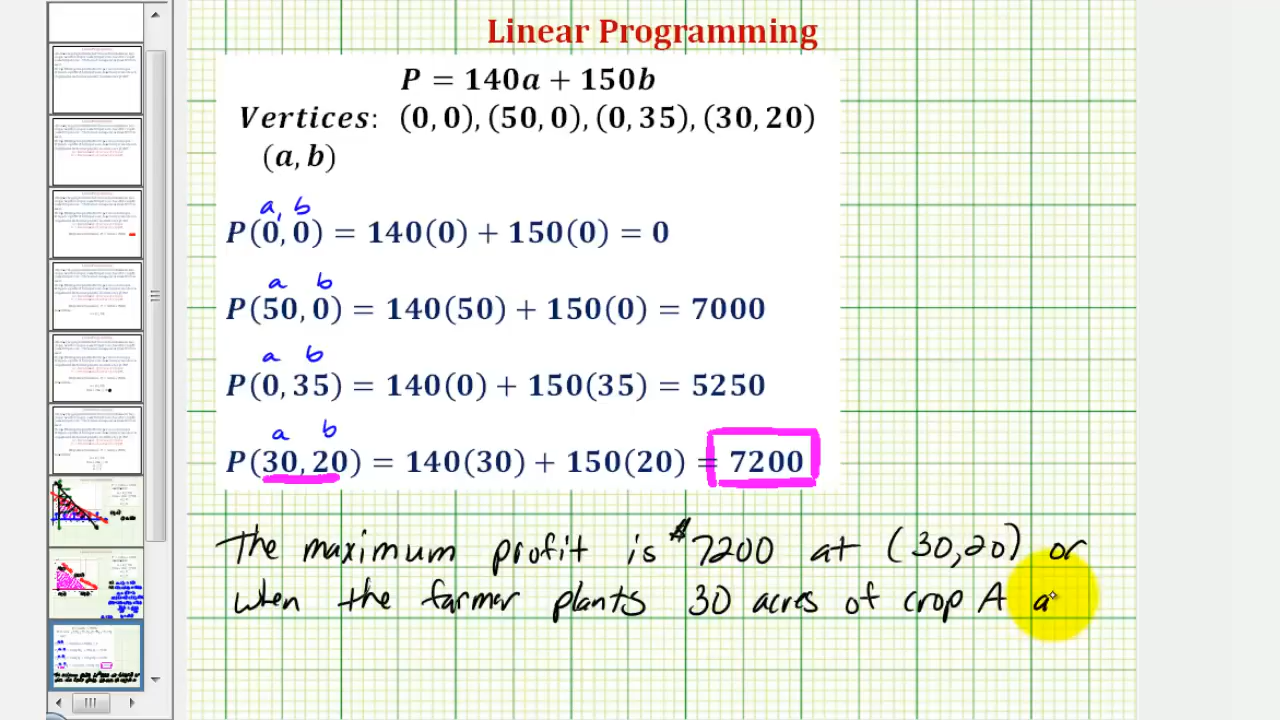 Linear Programming
P = 140a + 150b
Vertices: (0, 0), (50, 0), (0, 35), (30, 20)
(a, b)
a, b
P(0, 0) = 140(0) + 150(0) = 0
a b
P(50, 0) = 140(50) + 150(0) = 7000
a b
P(0, 35) = 140(0) + 150(35) = 5250
a b
P(30, 20) = 140(30) + 150(20) = 7200
The maximum profit is $7200 at (30,20) or
when the farmer plants 30 acres of crop A a